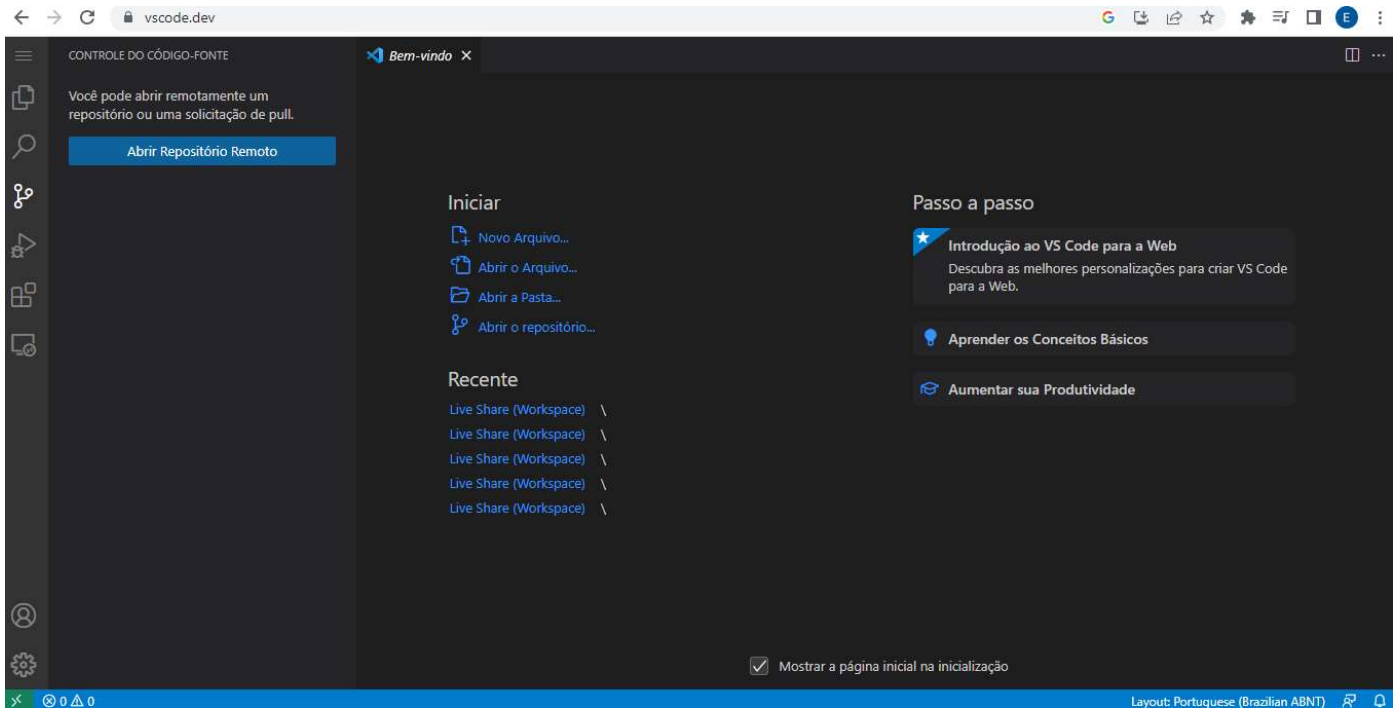 vscode.dev
E
CONTROLE DO CÓDIGO-FONTE
Você pode abrir remotamente um
repositório ou uma solicitação de pull.
Abrir Repositório Remoto
Bem-vindo
Iniciar
Novo Arquivo...
Abrir o Arquivo...
Abrir a Pasta...
Abrir o repositório...
Recente
Live Share (Workspace) \
Live Share (Workspace) \
Live Share (Workspace) \
Live Share (Workspace) \
Live Share (Workspace) \
Passo a passo
Introdução ao VS Code para a Web
Descubra as melhores personalizações para criar VS Code
para a Web.
Aprender os Conceitos Básicos
Aumentar sua Produtividade
Mostrar a página inicial na inicialização
0 0
Layout: Portuguese (Brazilian ABNT)